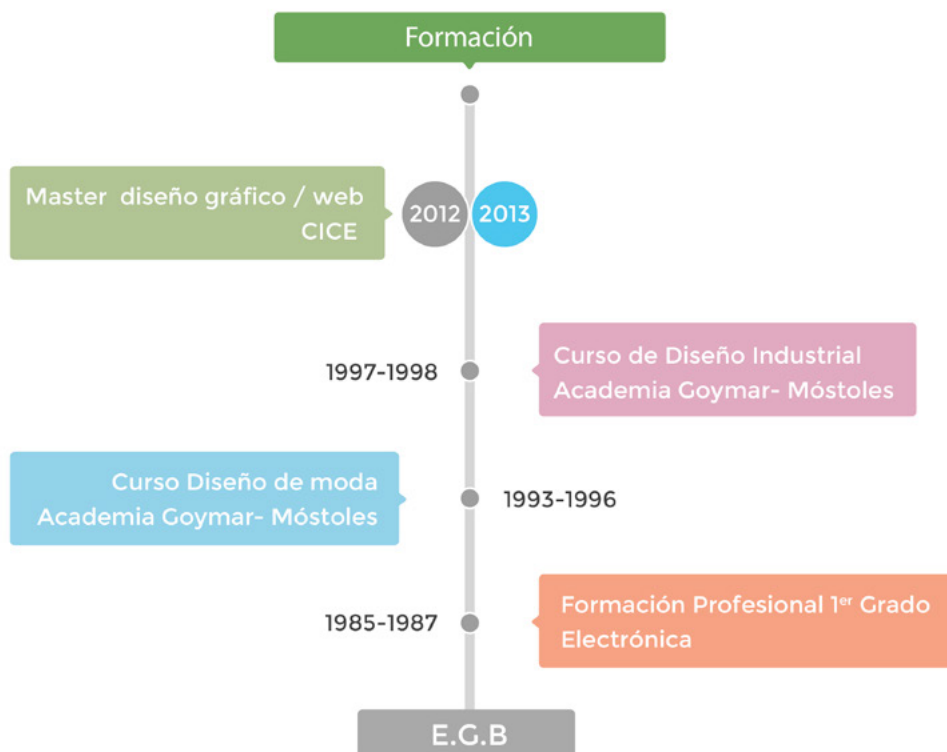 Formación
Master diseño gráfico / web
CICE
2012
2013
1997-1998
Curso de Diseño Industrial
Academia Goymar- Móstoles
Curso Diseño de moda
Academia Goymar- Móstoles
1993-1996
1985-1987
Formación Profesional 1er Grado
Electrónica
E.G.B